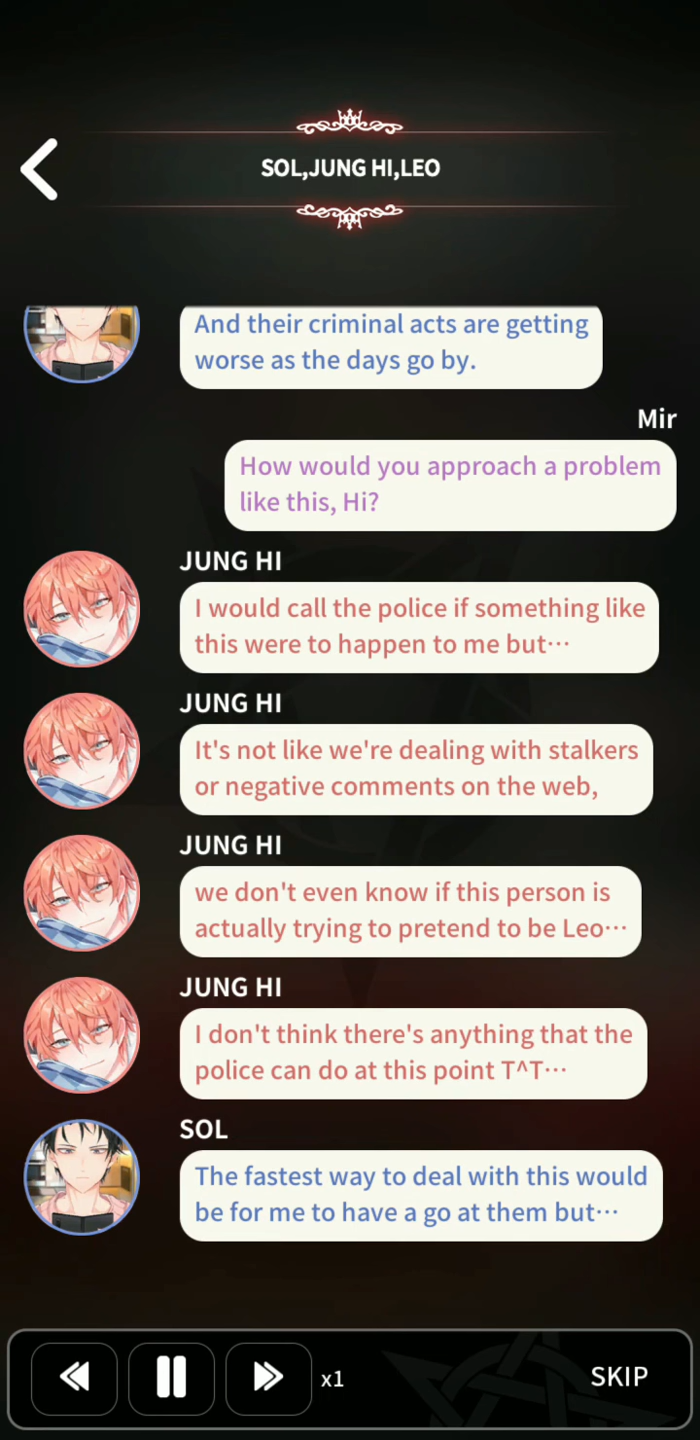 SOL,JUNG HI,LEO
And their criminal acts are getting
worse as the days go by.
Mir
How would you approach a problem
like this, Hi?
JUNG HI
I would call the police if something like
this were to happen to me but⋯
JUNG HI
It's not like we're dealing with stalkers
or negative comments on the web,
JUNG HI
we don't even know if this person is
actually trying to pretend to be Leo⋯
JUNG HI
I don't think there's anything that the
police can do at this point T^T⋯
SOL
The fastest way to deal with this would
be for me to have a go at them but⋯
x1
SKIP